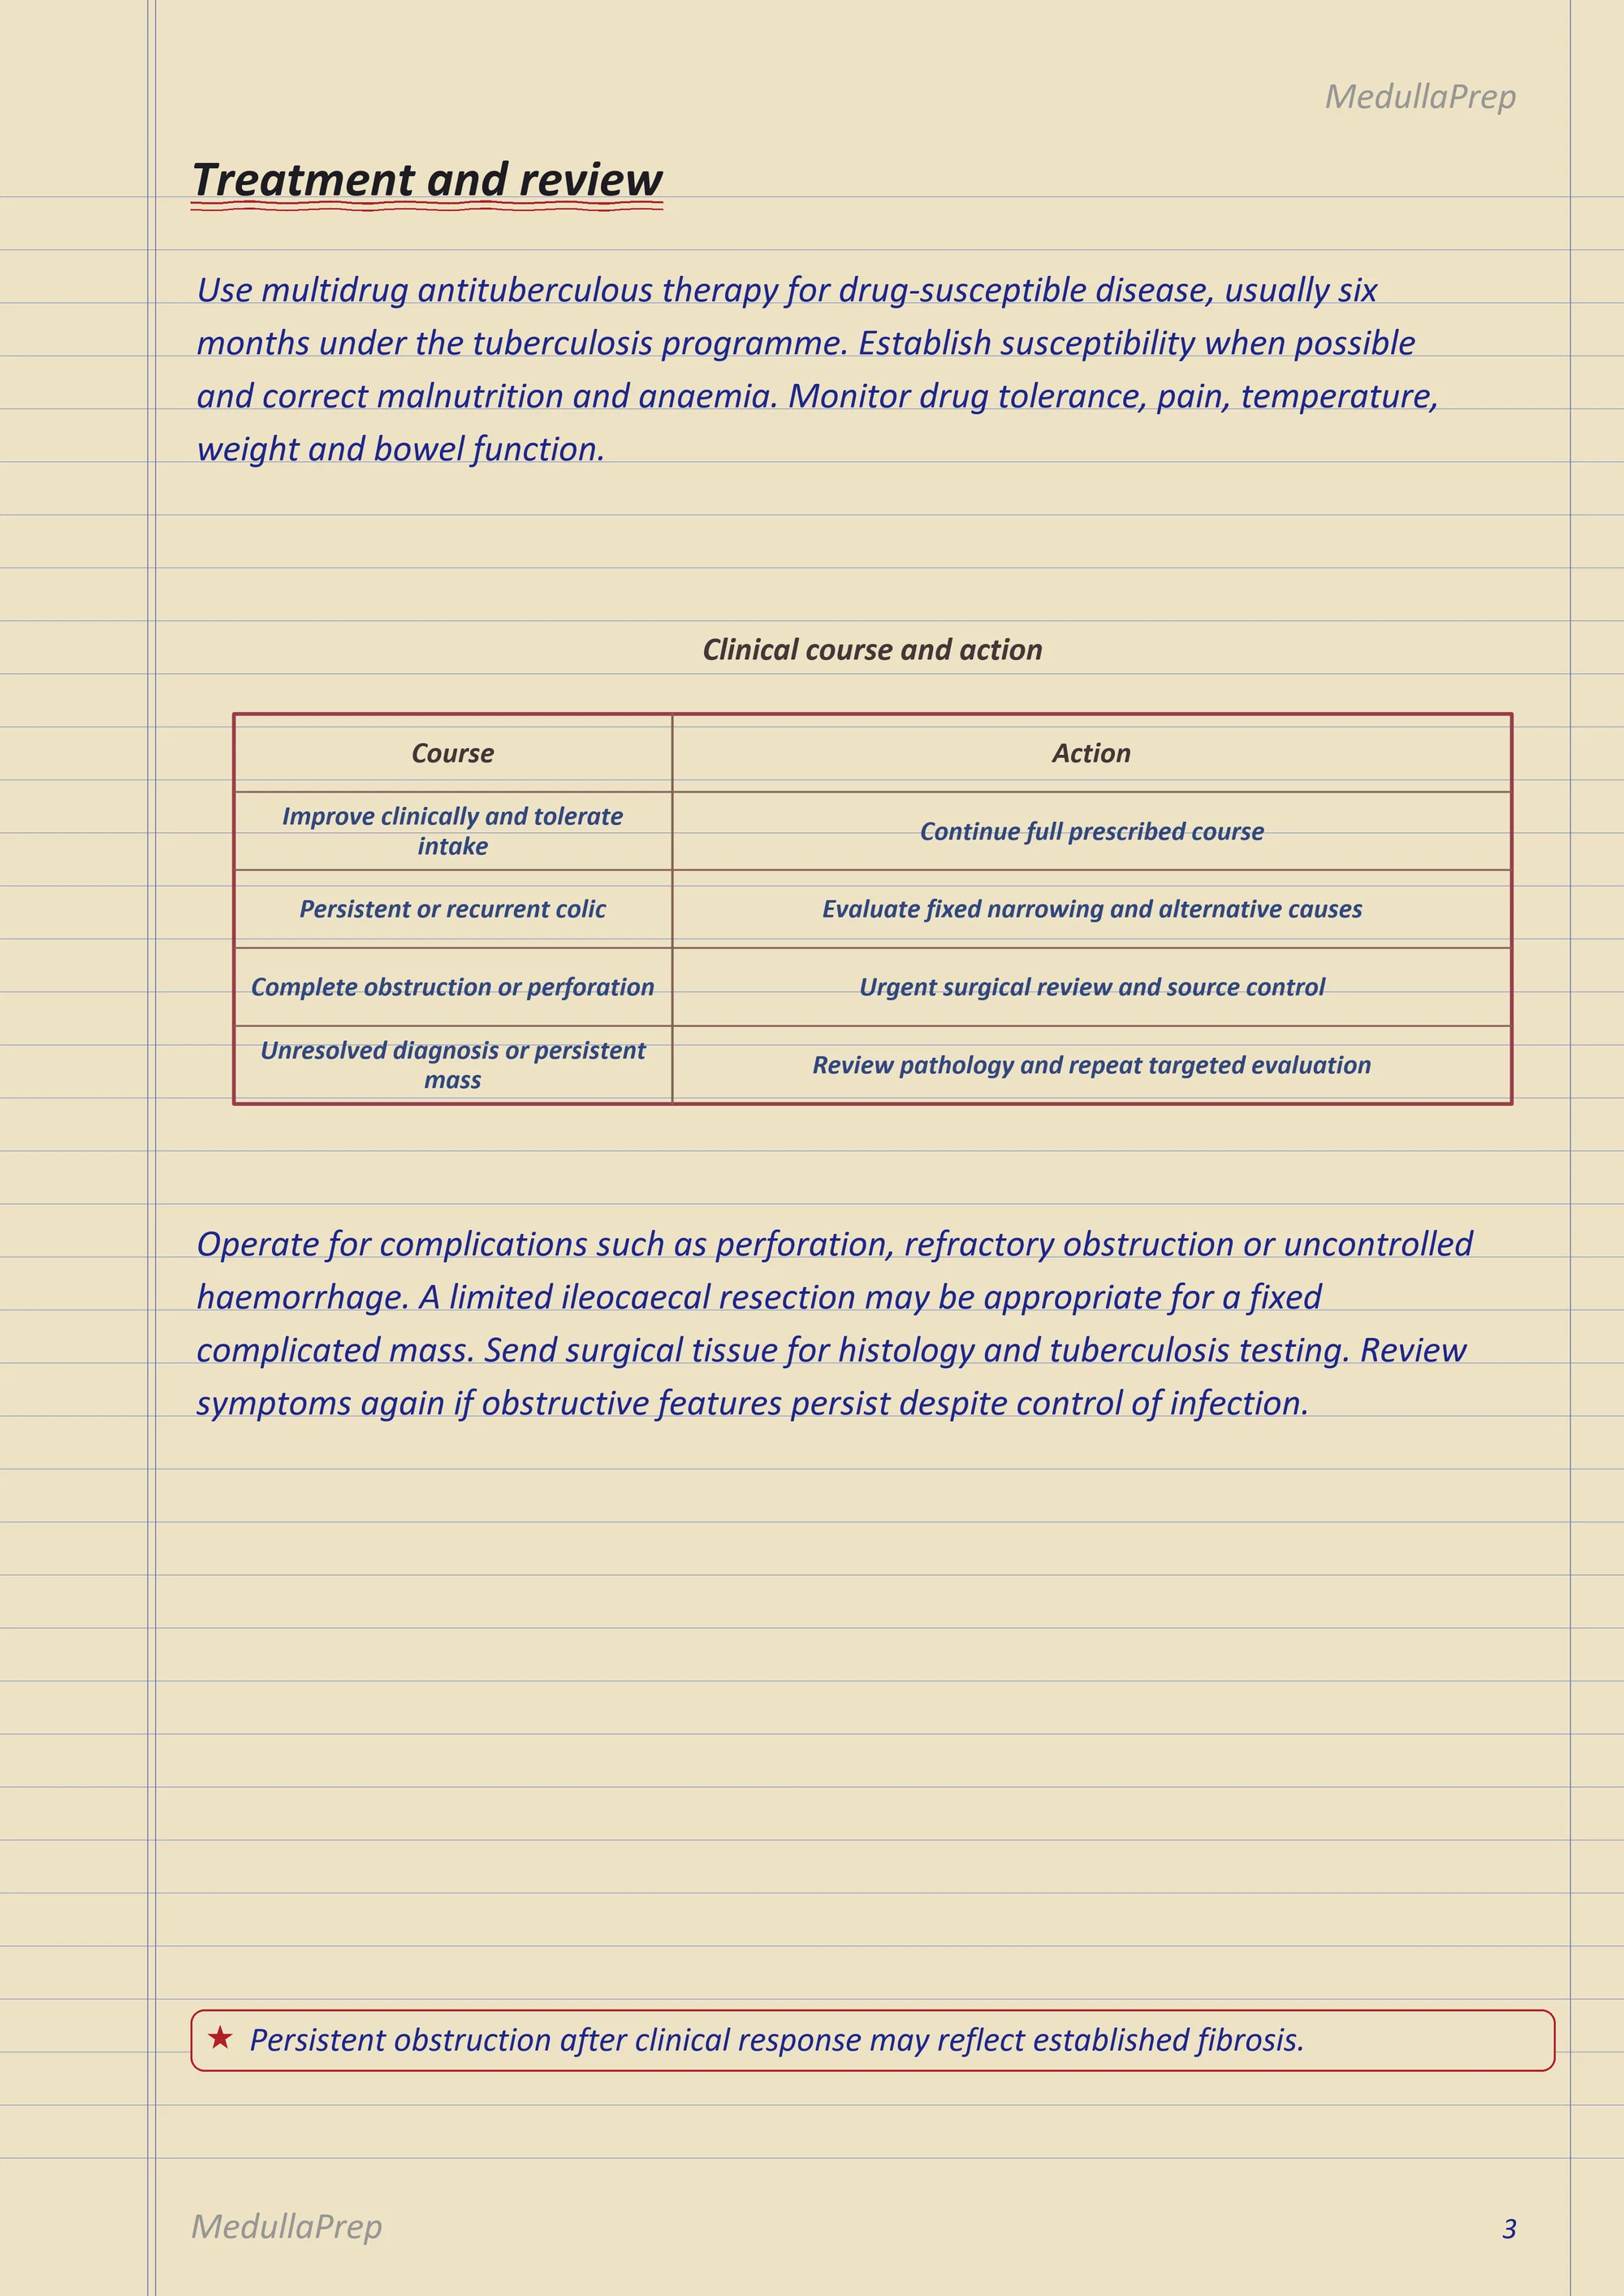 MedullaPrep
Treatment and review
Use multidrug antituberculous therapy for drug-susceptible disease, usually six
months under the tuberculosis programme. Establish susceptibility when possible
and correct malnutrition and anaemia. Monitor drug tolerance, pain, temperature,
weight and bowel function.
Clinical course and action
Course
Action
Improve clinically and tolerate
intake
Continue full prescribed course
Persistent or recurrent colic
Evaluate fixed narrowing and alternative causes
Complete obstruction or perforation
Urgent surgical review and source control
Unresolved diagnosis or persistent
mass
Review pathology and repeat targeted evaluation
Operate for complications such as perforation, refractory obstruction or uncontrolled
haemorrhage. A limited ileocaecal resection may be appropriate for a fixed
complicated mass. Send surgical tissue for histology and tuberculosis testing. Review
symptoms again if obstructive features persist despite control of infection.
★ Persistent obstruction after clinical response may reflect established fibrosis.
MedullaPrep
3